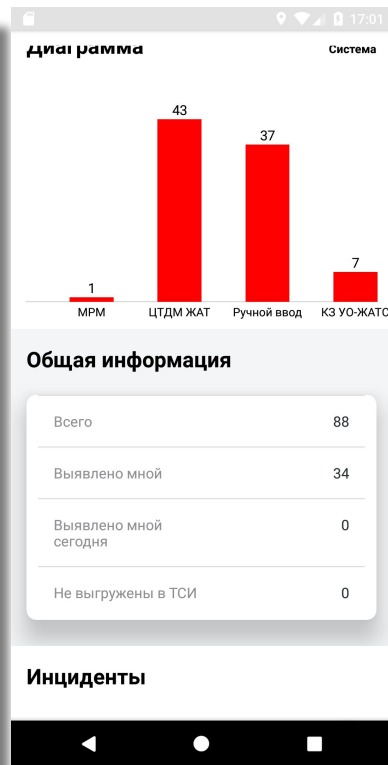 17:01
Диаграмма
Система
43
37
7
1
МРМ
ЦТДМ ЖАТ
Ручной ввод
КЗ УО-ЖАТС
Общая информация
Всего 88
Выявлено мной 34
Выявлено мной 0
сегодня
Не выгружены в ТСИ 0
Инциденты